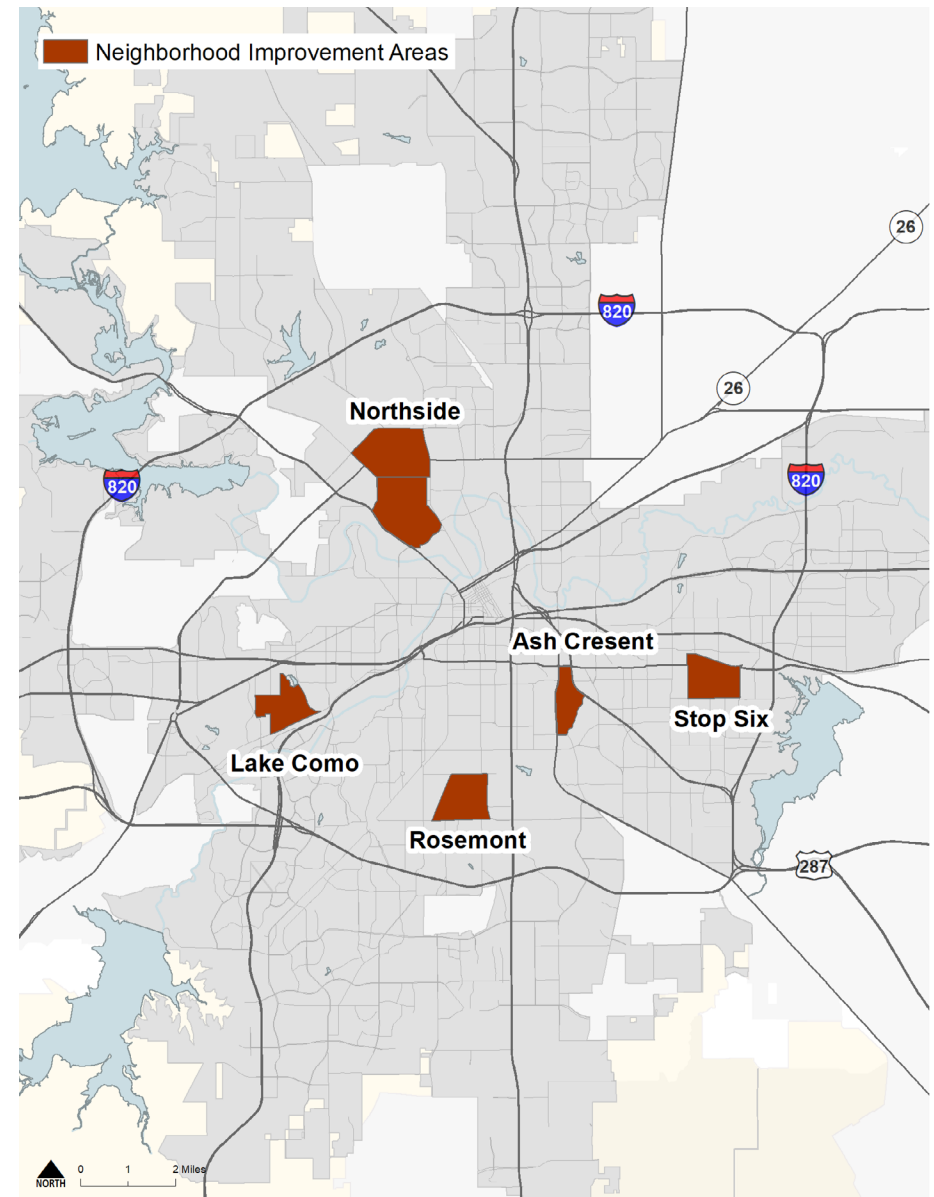 Neighborhood Improvement Areas
26
820
26
Northside
820
820
Ash Cresent
Stop Six
Lake Como
Rosemont
287
0 1 2 Miles
NORTH